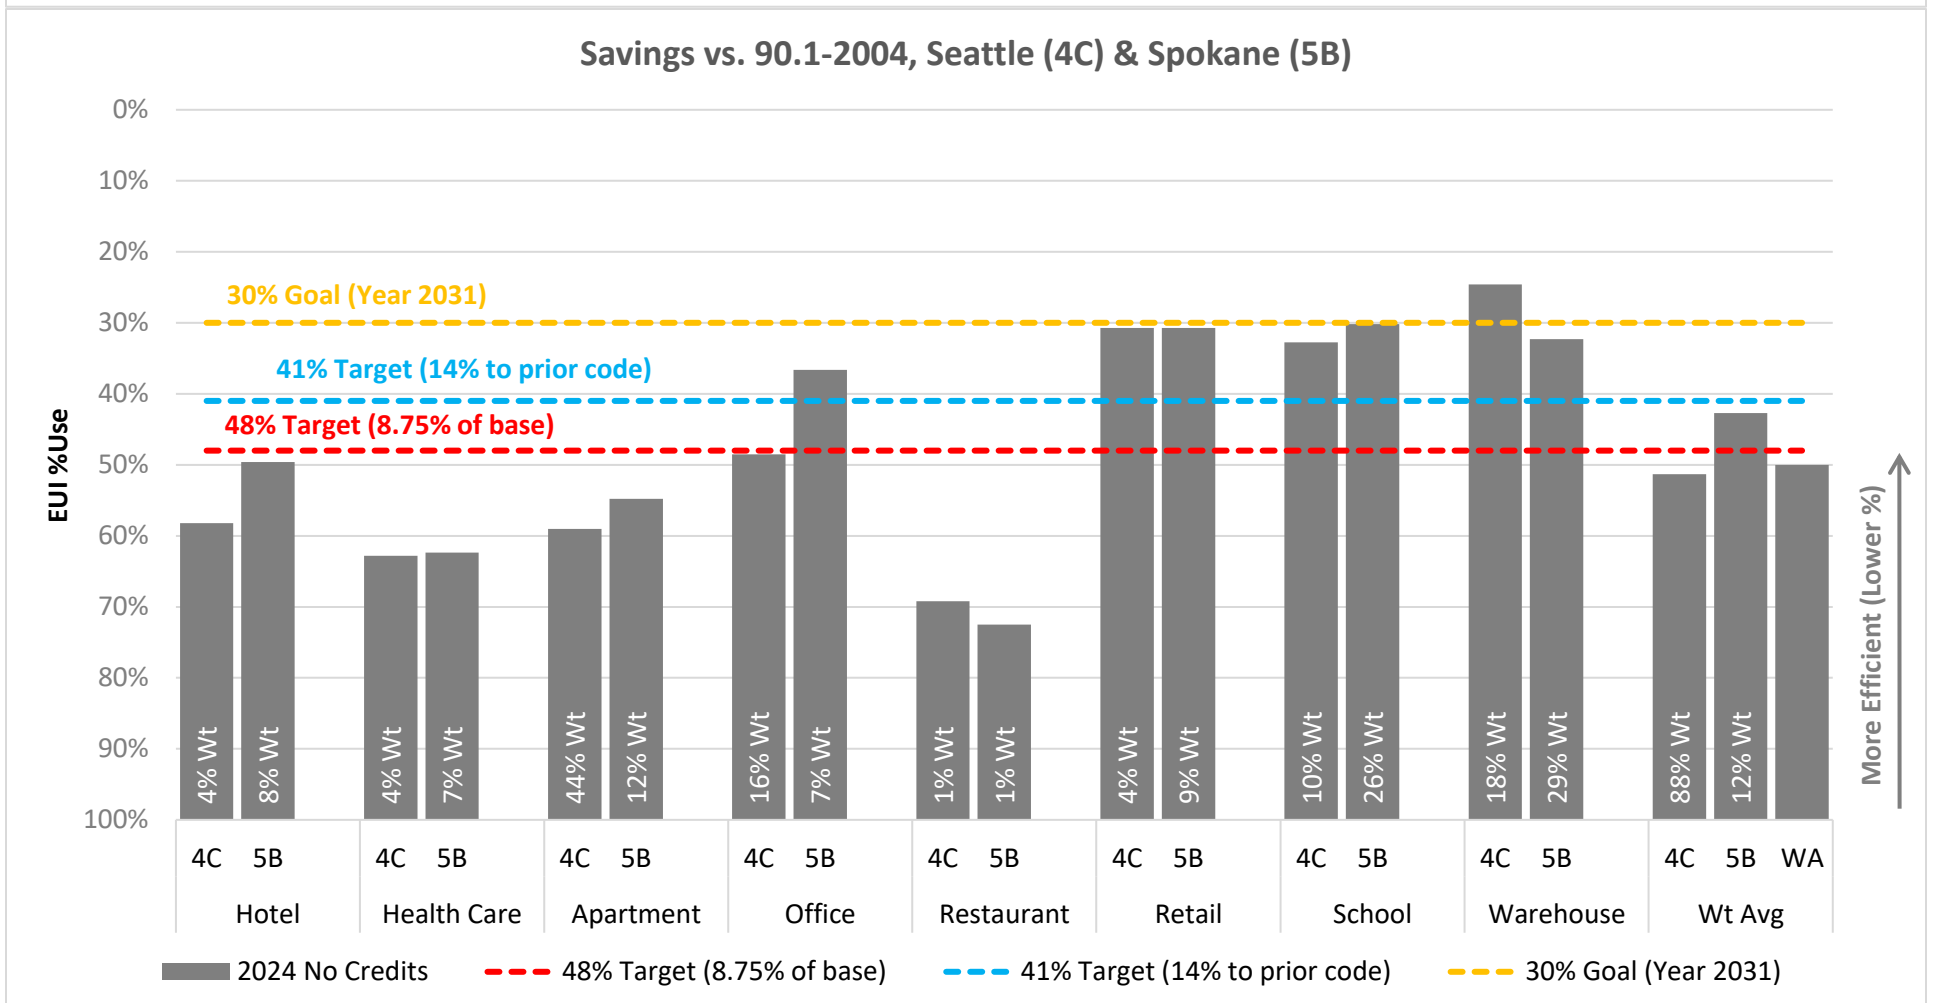 Savings vs. 90.1-2004, Seattle (4C) & Spokane (5B)
0%
10%
20%
30%
40%
50%
60%
70%
80%
90%
100%
EUI %Use
30% Goal (Year 2031)
41% Target (14% to prior code)
48% Target (8.75% of base)
4% Wt
8% Wt
4% Wt
7% Wt
44% Wt
12% Wt
16% Wt
7% Wt
1% Wt
1% Wt
4% Wt
9% Wt
10% Wt
26% Wt
18% Wt
29% Wt
88% Wt
12% Wt
More Efficient (Lower %)
4C 5B 4C 5B 4C 5B 4C 5B 4C 5B 4C 5B 4C 5B 4C 5B 4C 5B WA
Hotel Health Care Apartment Office Restaurant Retail School Warehouse Wt Avg
2024 No Credits 48% Target (8.75% of base) 41% Target (14% to prior code) 30% Goal (Year 2031)